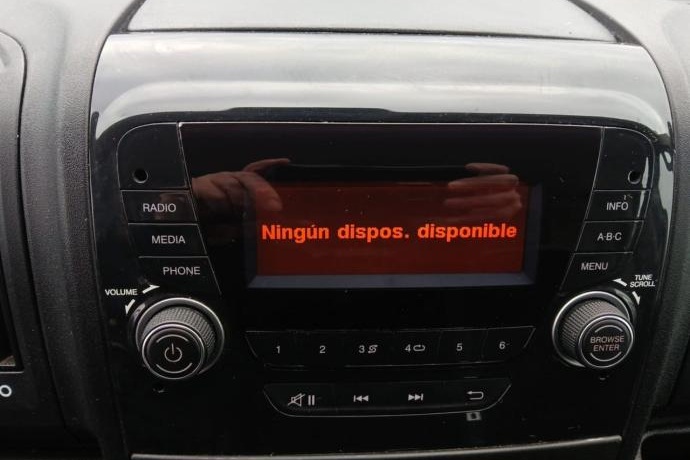 RADIO
MEDIA
PHONE
VOLUME
Ningún dispos. disponible
INFO
A-B-C
MENU
TUNE
SCROLL
BROWSE
ENTER
1 2 3 4 5 6